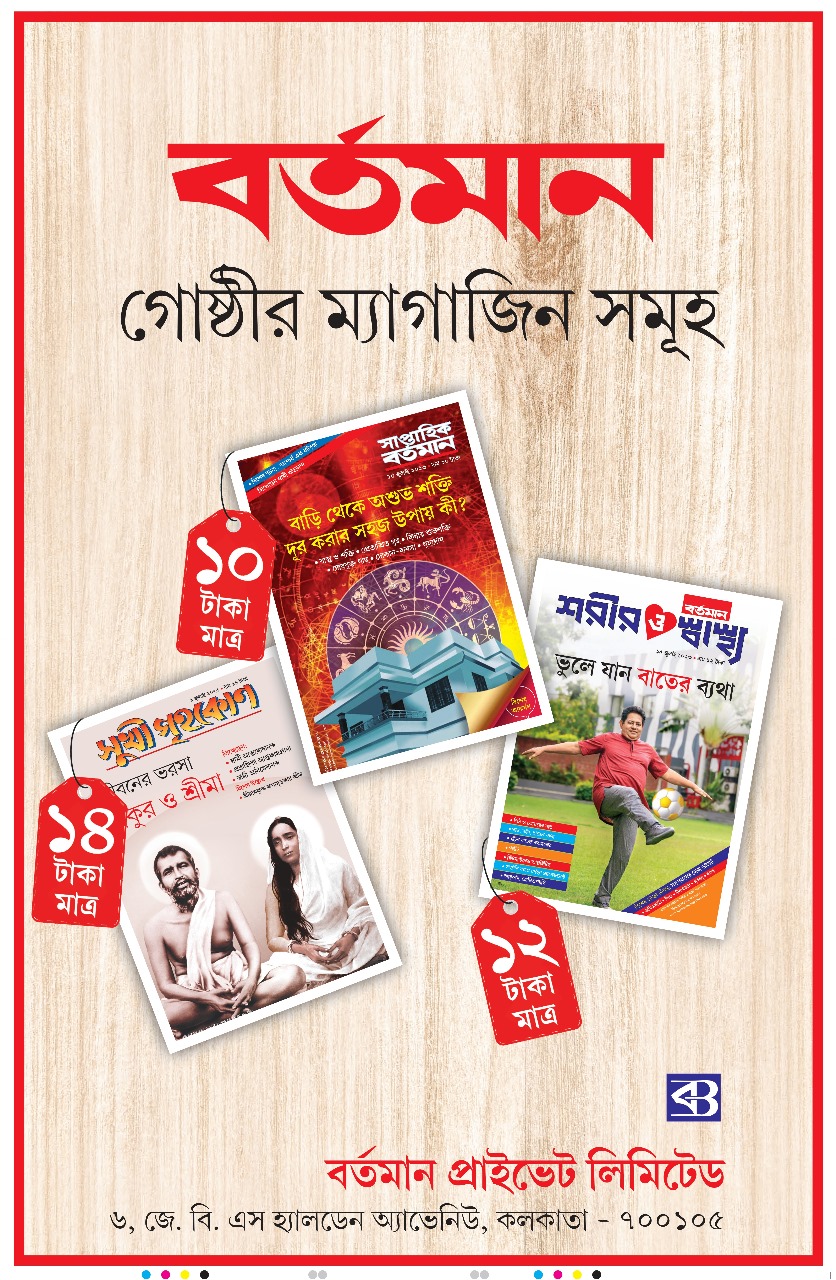 বর্তমান
গোষ্ঠীর ম্যাগাজিন সমূহ
সাপ্তাহিক
বর্তমান
বাড়ি থেকে অশুভ শক্তি
দূর করার সহজ উপায় কী?
১০
টাকা
মাত্র
বর্তমান
শরীর ও স্বাস্থ্য
ভুলে যান বাতের ব্যথা
সুখী গৃহকোণ
বনের ভরসা
কুর ও শ্রীমা
১৪
টাকা
মাত্র
১২
টাকা
মাত্র
বর্তমান প্রাইভেট লিমিটেড
৬, জে. বি. এস হ্যালডেন অ্যাভেনিউ, কলকাতা - ৭০০১০৫